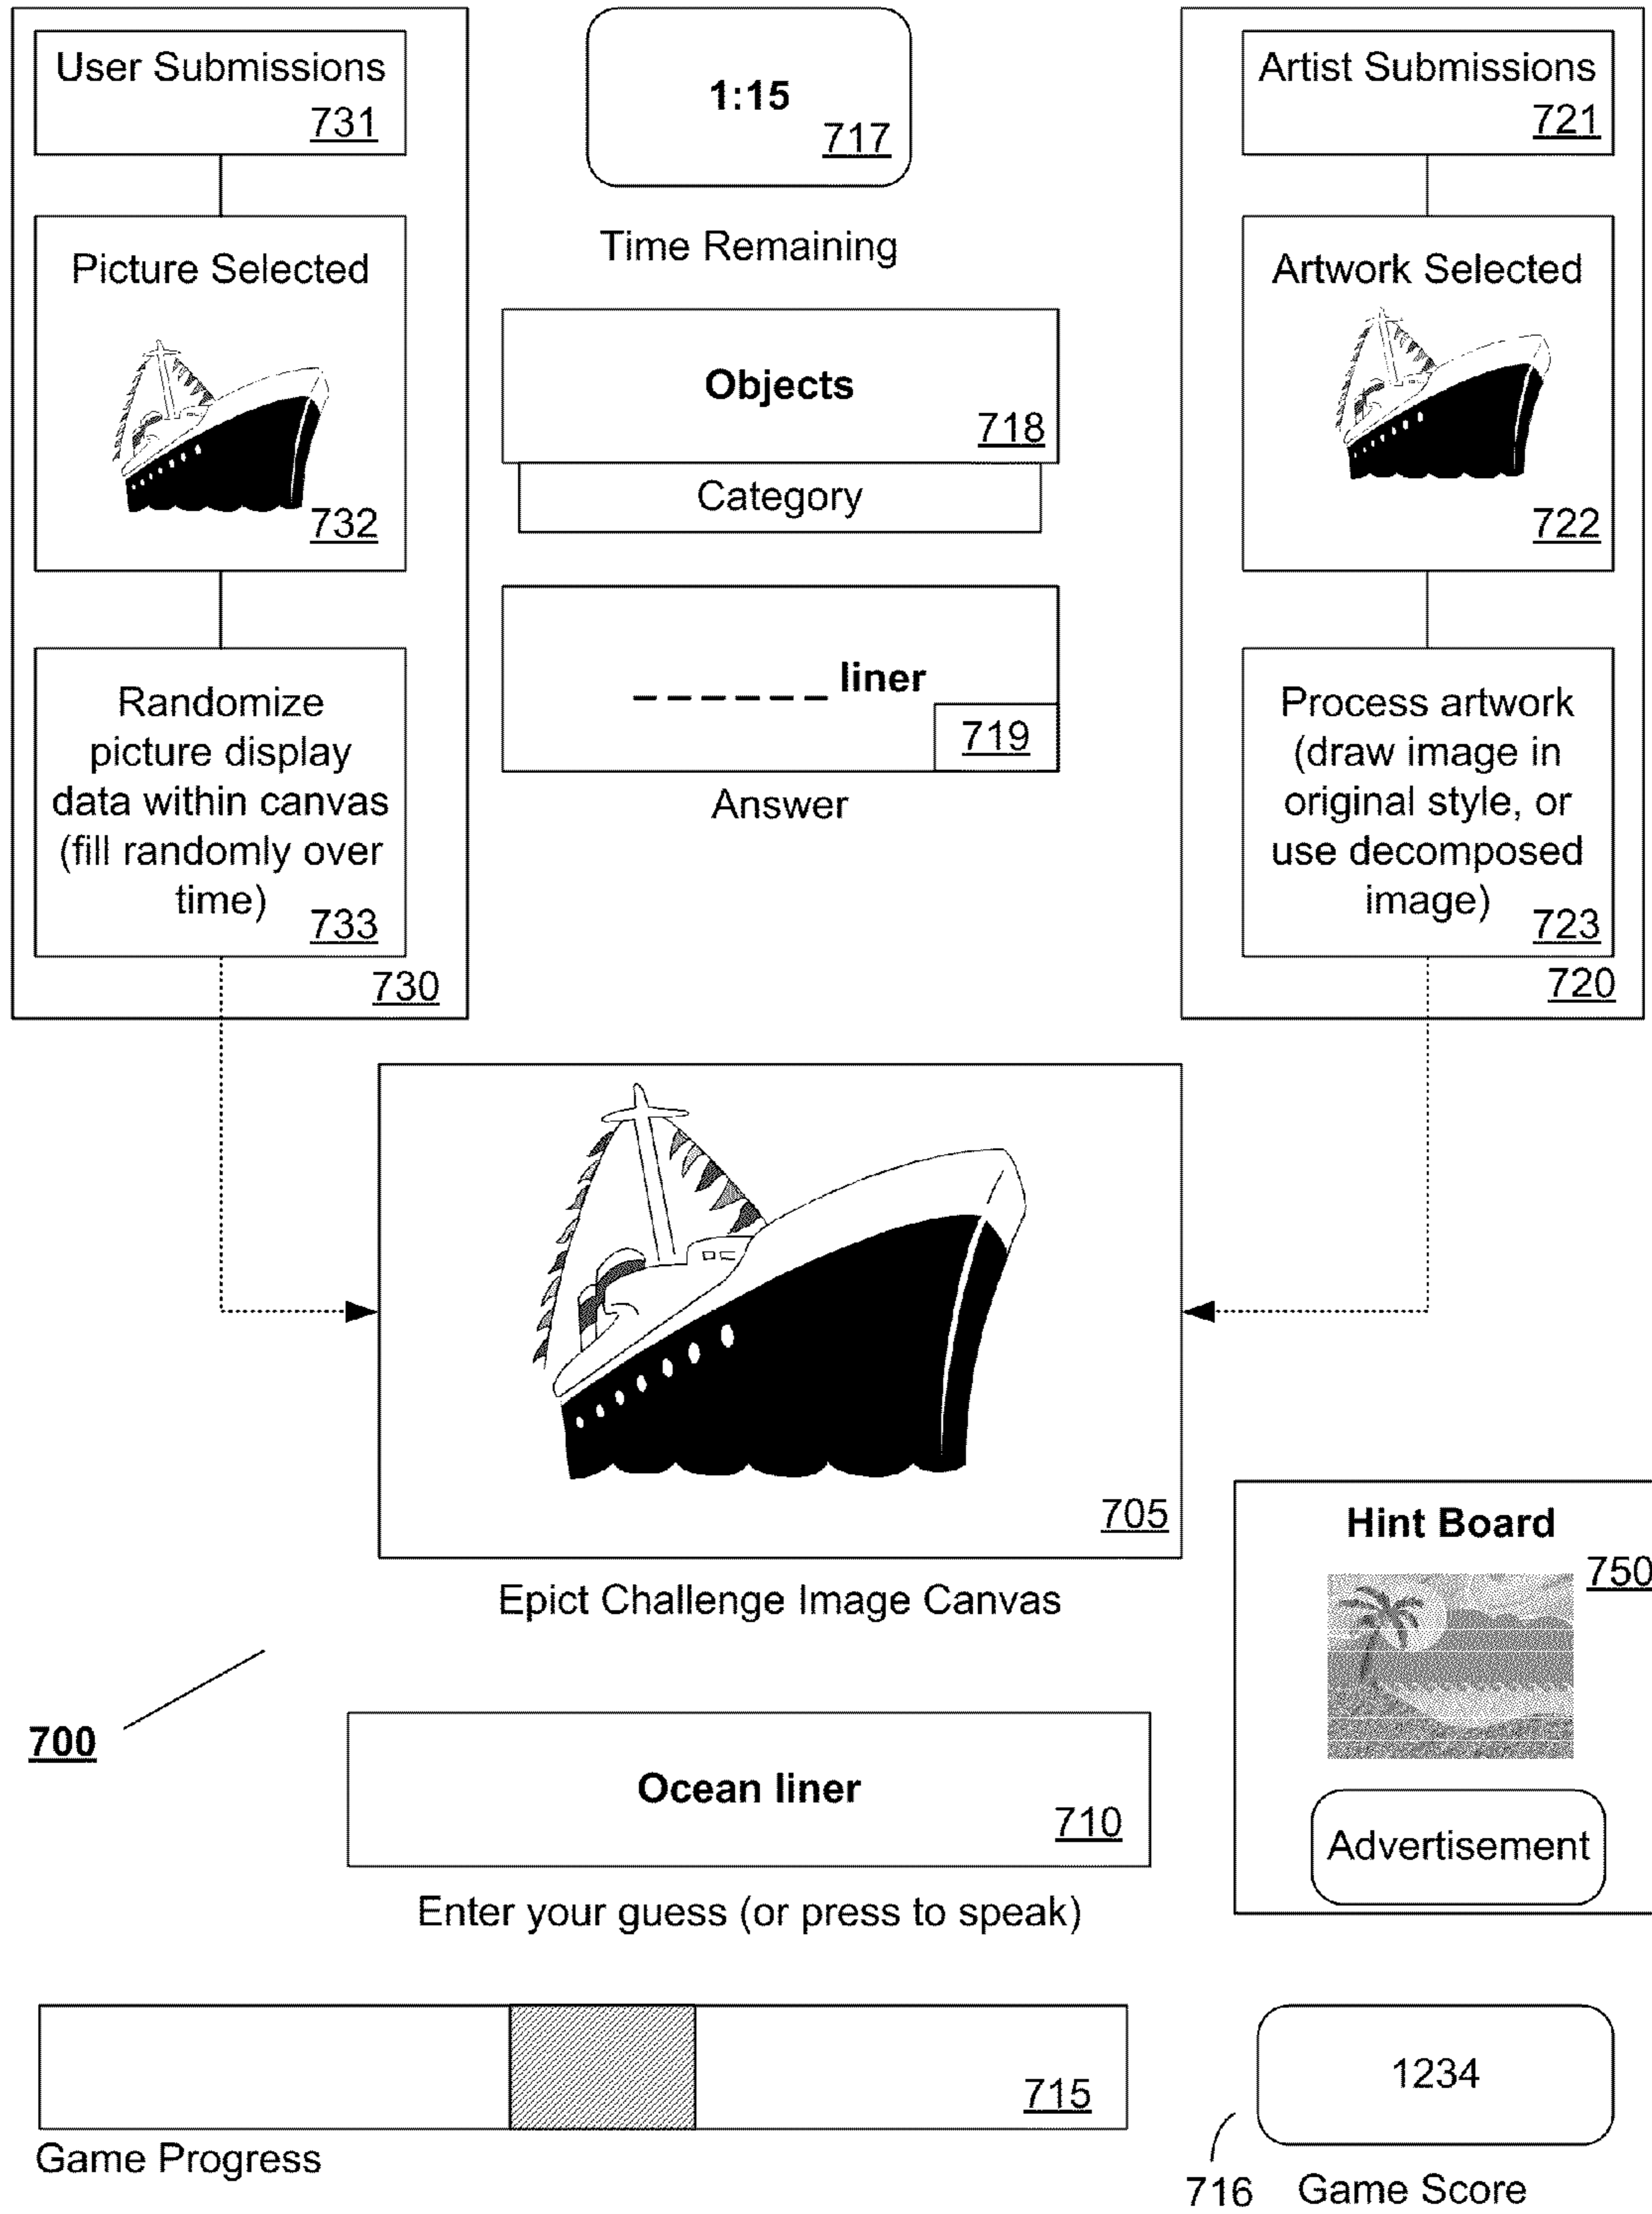 User Submissions
731
Picture Selected
732
Randomize
picture display
data within canvas
(fill randomly over
time)
733
730
1:15
717
Time Remaining
Objects
718
Category
_ _ _ _ _ _ liner
719
Answer
Artist Submissions
721
Artwork Selected
722
Process artwork
(draw image in
original style, or
use decomposed
image)
723
720
705
Epict Challenge Image Canvas
Hint Board
750
Advertisement
700
Ocean liner
710
Enter your guess (or press to speak)
715
Game Progress
1234
716
Game Score